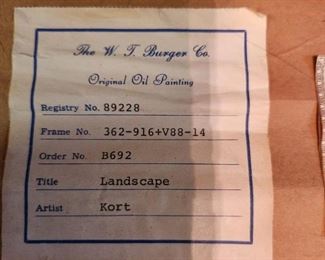 The W. T. Burger Co.
Original Oil Painting
Registry No. 89228
Frame No. 362-916+V88-14
Order No. B692
Title Landscape
Artist Kort